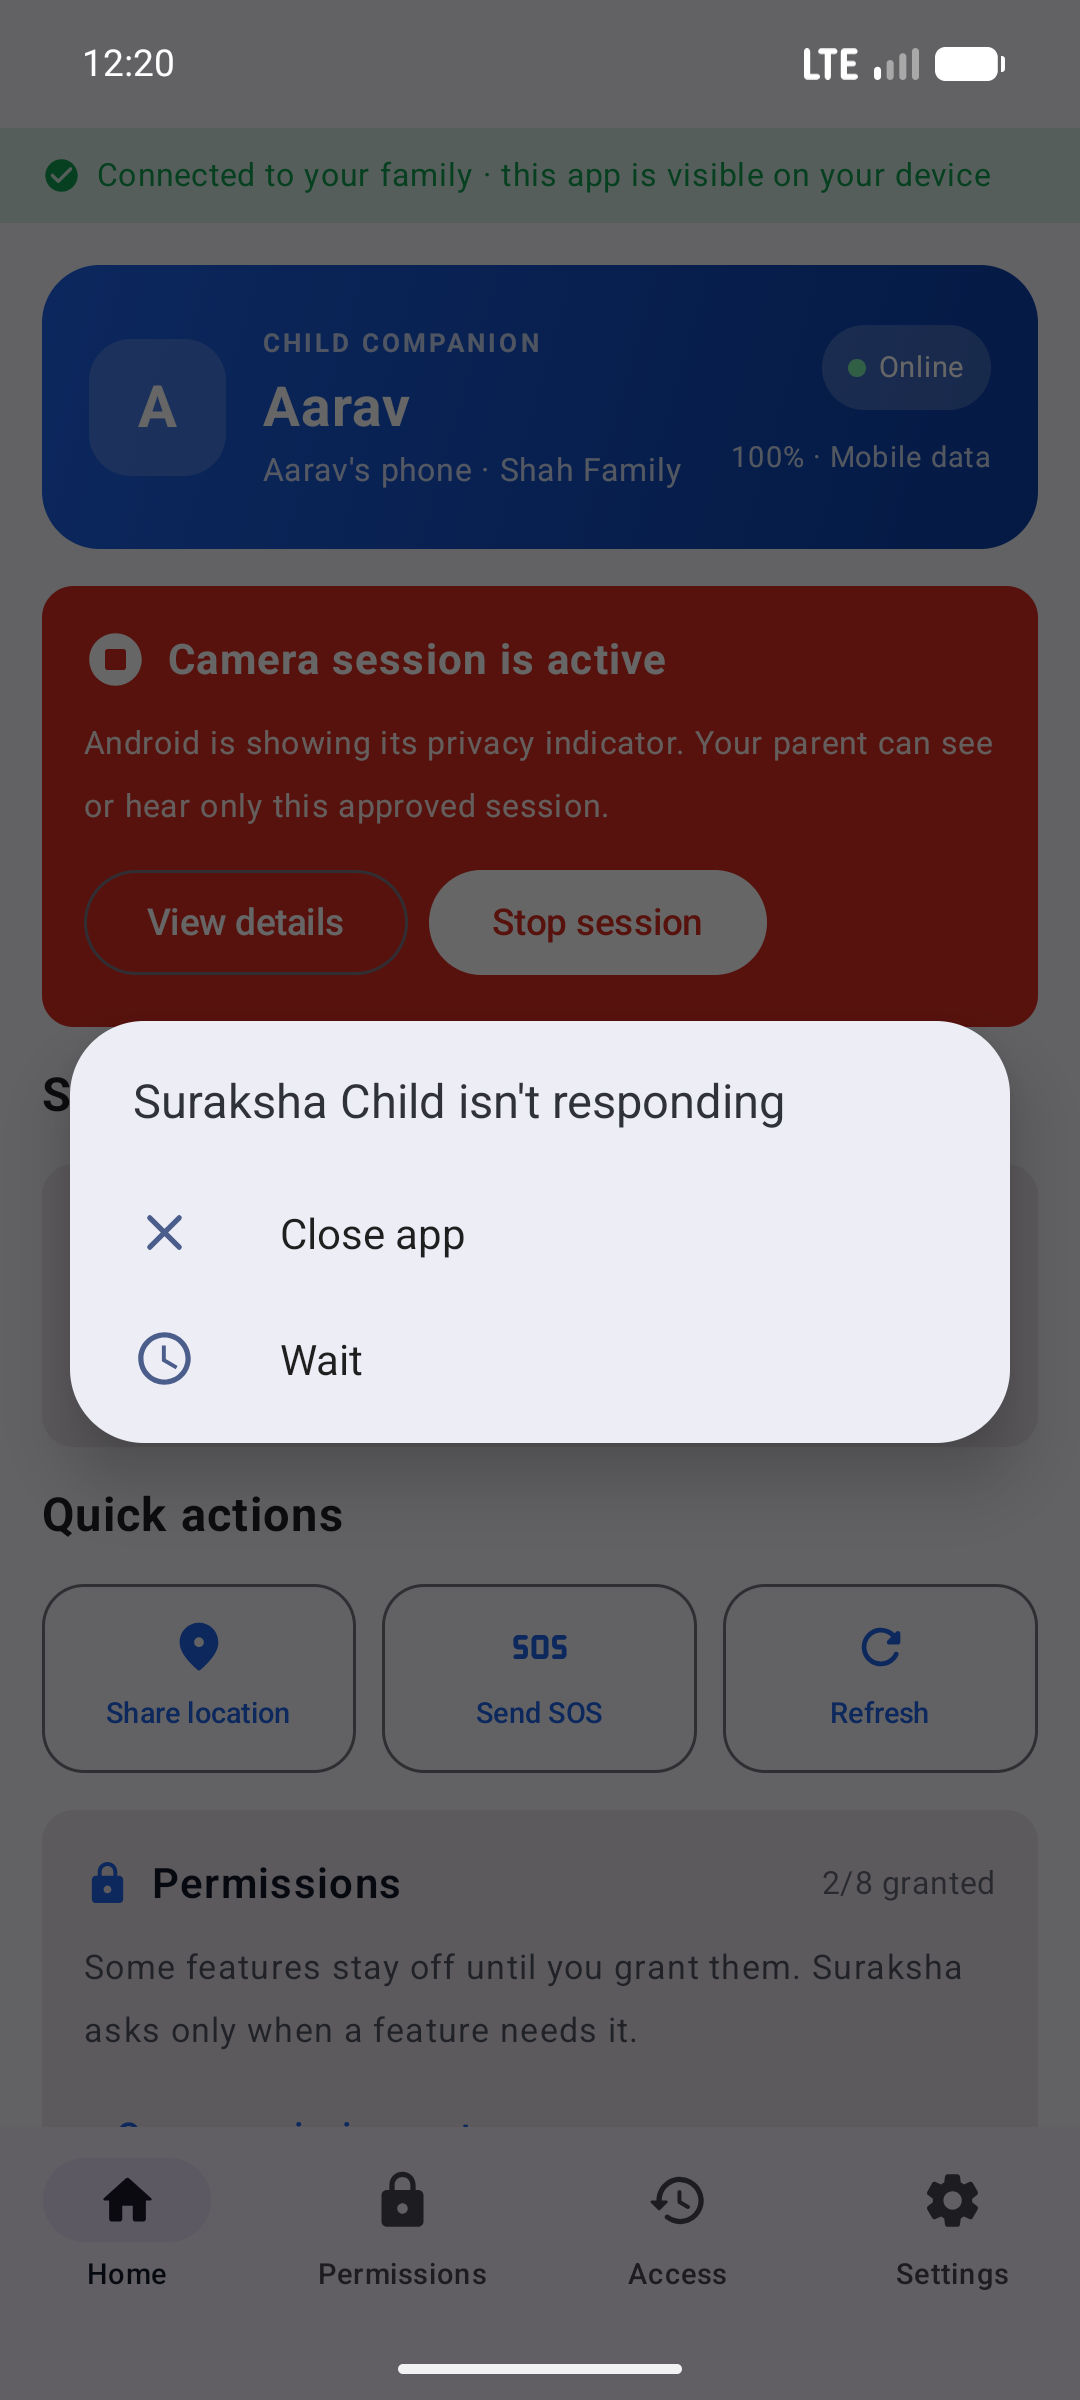 12:20
LTE
Connected to your family · this app is visible on your device
CHILD COMPANION
A
Aarav
Aarav's phone · Shah Family
Online
100% · Mobile data
Camera session is active
Android is showing its privacy indicator. Your parent can see
or hear only this approved session.
View details
Stop session
S
Suraksha Child isn't responding
Close app
Wait
Quick actions
Share location
SOS
Send SOS
Refresh
Permissions
2/8 granted
Some features stay off until you grant them. Suraksha
asks only when a feature needs it.
Home
Permissions
Access
Settings